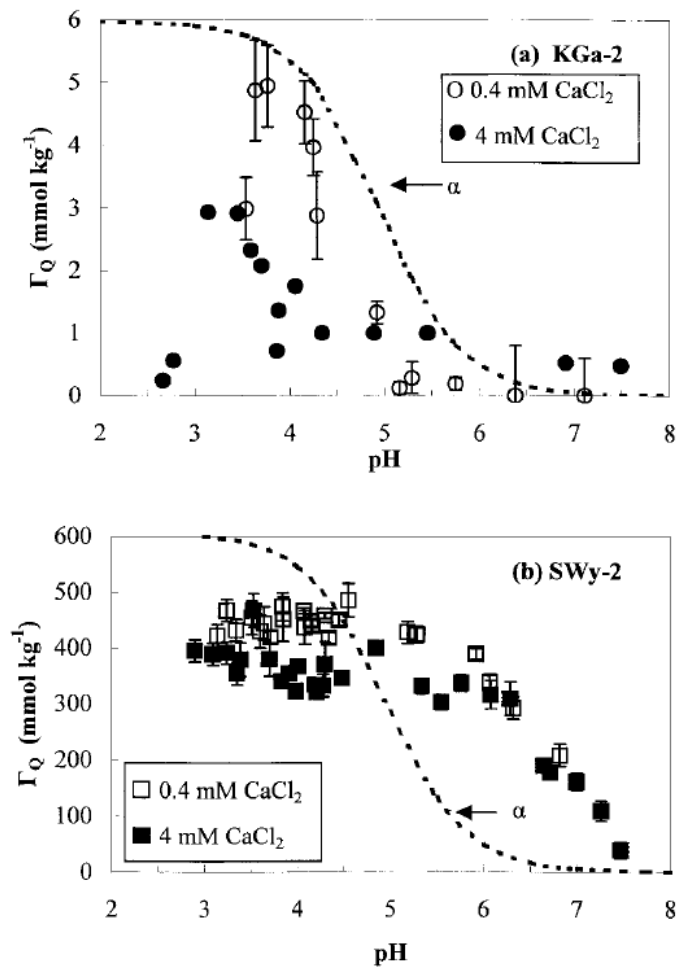 6
(a) KGa-2
5
O 0.4 mM CaCl₂
● 4 mM CaCl₂
4
α
3
2
1
0
2 3 4 5 6 7 8
pH
Γ_Q (mmol kg⁻¹)
600
(b) SWy-2
500
400
300
200
□ 0.4 mM CaCl₂
■ 4 mM CaCl₂
α
100
0
2 3 4 5 6 7 8
pH
Γ_Q (mmol kg⁻¹)